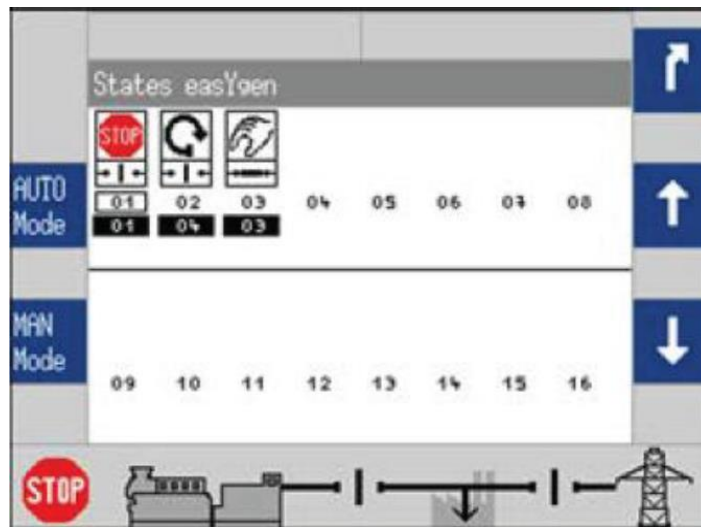 States easYgen
STOP
AUTO
Mode
01 02 03 04 05 06 07 08
01 04 03
MAN
Mode
09 10 11 12 13 14 15 16
STOP